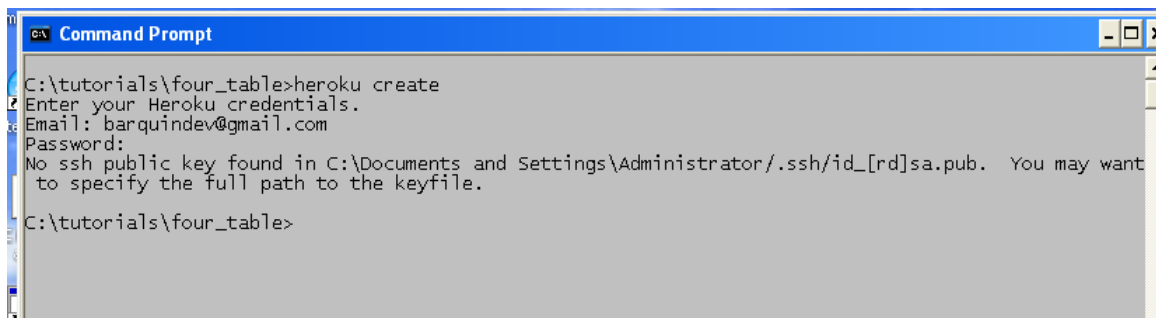 Command Prompt
C:\tutorials\four_table>heroku create
Enter your Heroku credentials.
Email: barquindev@gmail.com
Password:
No ssh public key found in C:\Documents and Settings\Administrator/.ssh/id_[rd]sa.pub.  You may want
 to specify the full path to the keyfile.
C:\tutorials\four_table>